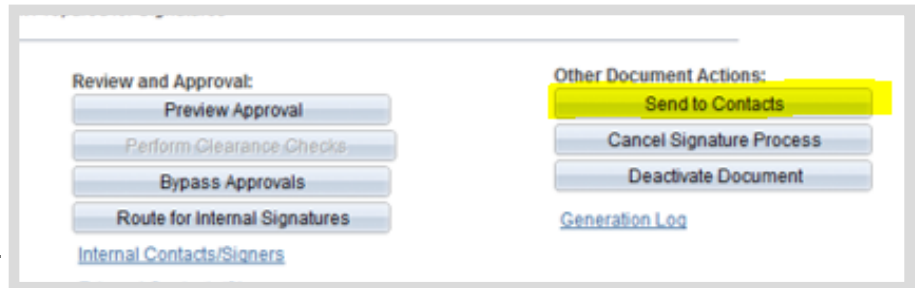 Review and Approval:
Preview Approval
Perform Clearance Checks
Bypass Approvals
Route for Internal Signatures
Internal Contacts/Signers
Other Document Actions:
Send to Contacts
Cancel Signature Process
Deactivate Document
Generation Log